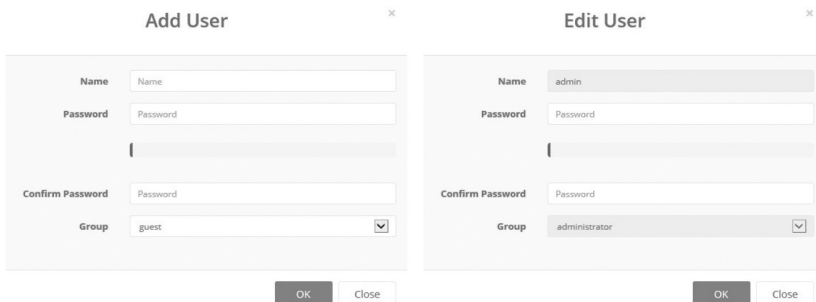 Add User
×
Name
Name
Password
Password
Confirm Password
Password
Group
guest
OK
Close
Edit User
×
Name
admin
Password
Password
Confirm Password
Password
Group
administrator
OK
Close